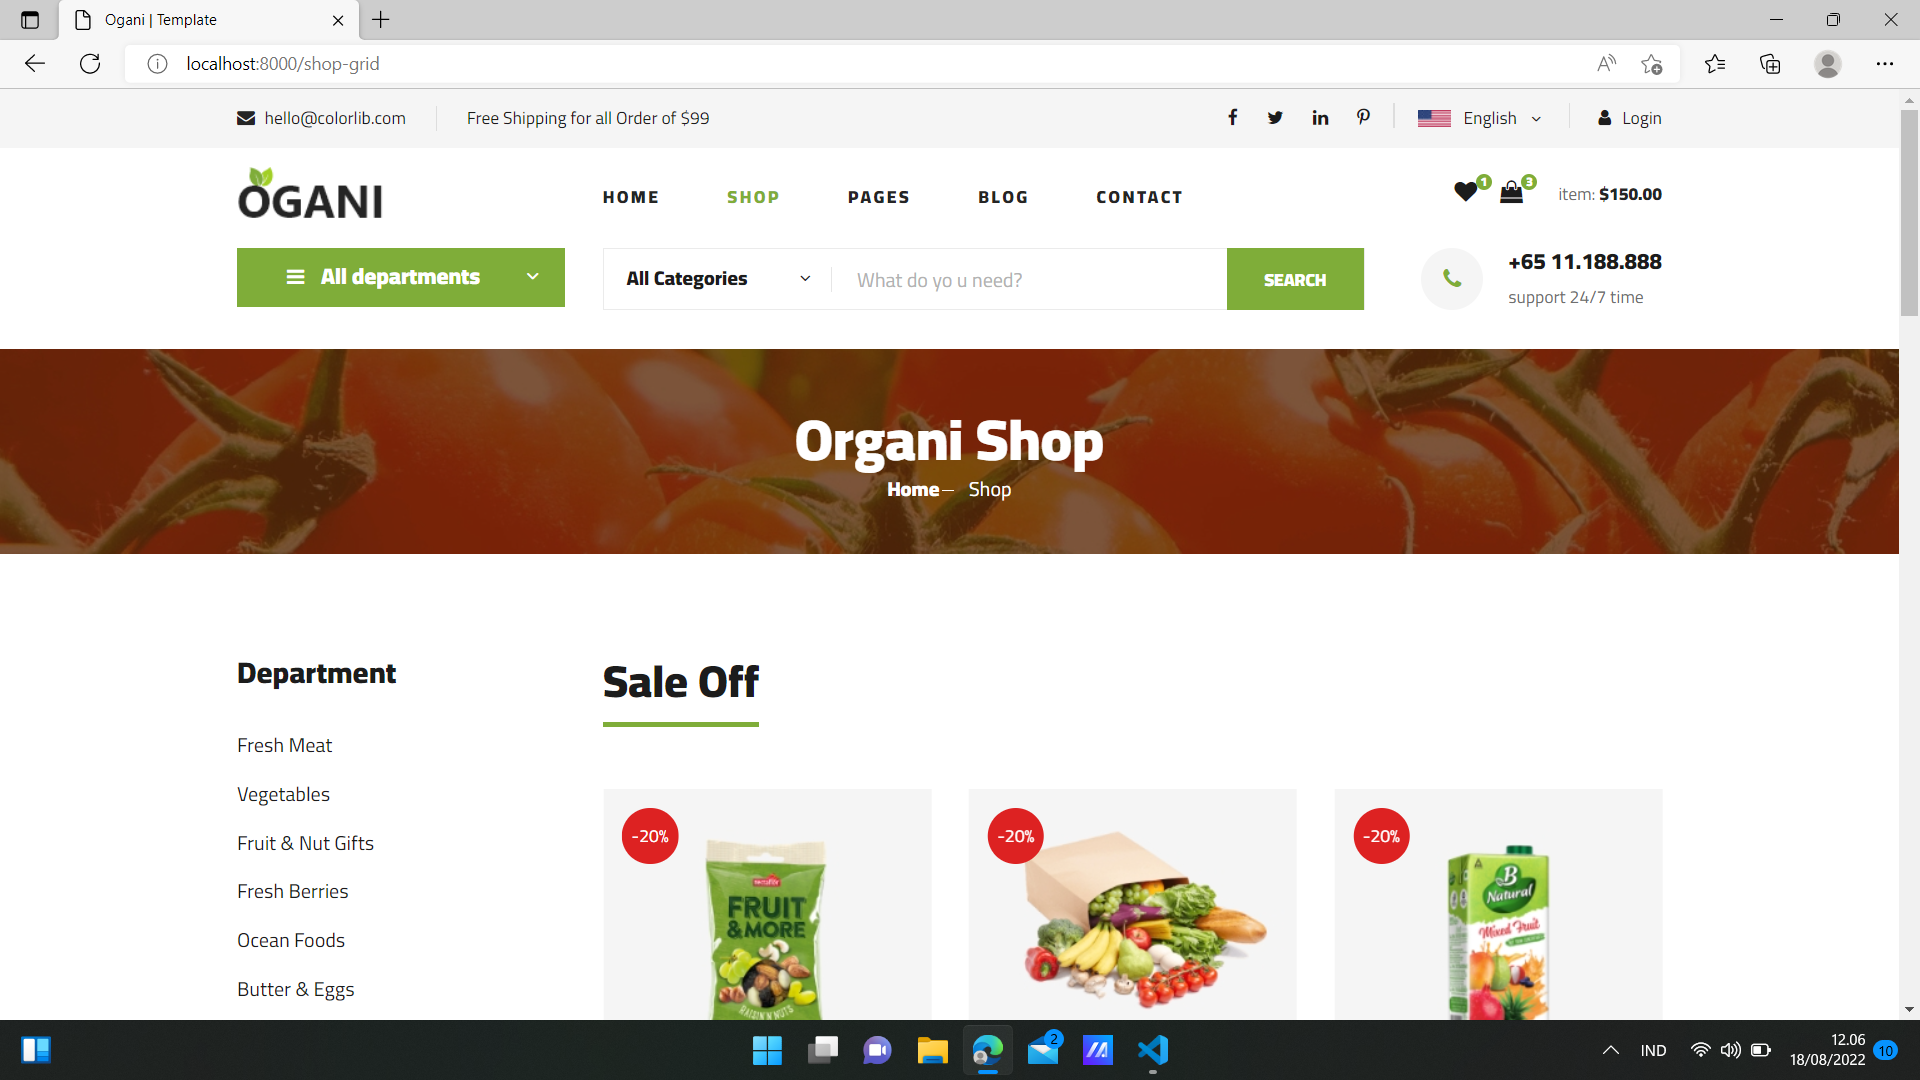 Ogani | Template
localhost:8000/shop-grid
hello@colorlib.com
Free Shipping for all Order of $99
English
Login
OGANI
HOME
SHOP
PAGES
BLOG
CONTACT
1
3
item: $150.00
All departments
All Categories
What do yo u need?
SEARCH
+65 11.188.888
support 24/7 time
Organi Shop
Home
Shop
Department
Sale Off
Fresh Meat
Vegetables
Fruit & Nut Gifts
Fresh Berries
Ocean Foods
Butter & Eggs
-20%
FRUIT
& MORE
RAISIN N NUTS
-20%
-20%
B
Natural
Mixed Fruit
2
IND
12.06
18/08/2022
10